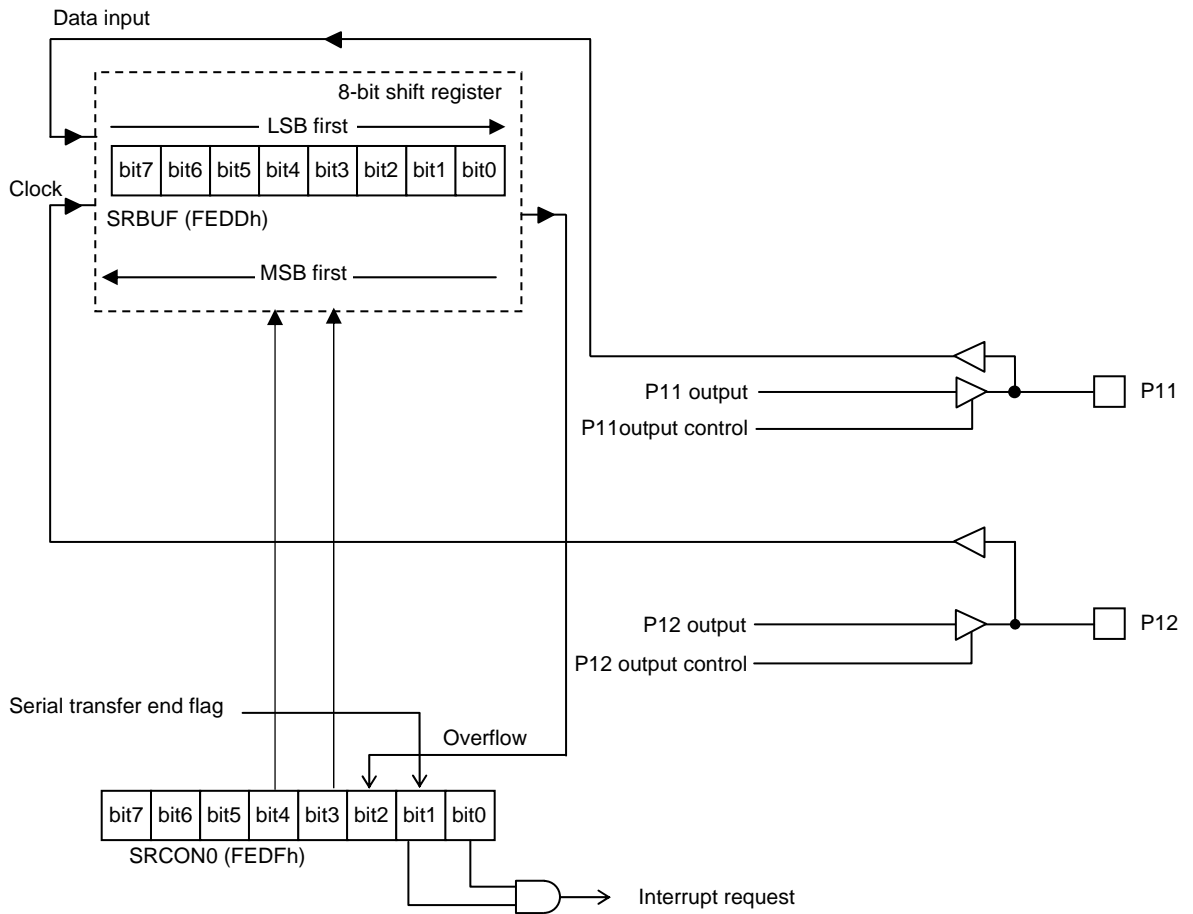 Data input
8-bit shift register
LSB first
bit7 bit6 bit5 bit4 bit3 bit2 bit1 bit0
Clock
SRBUF (FEDDh)
MSB first
P11 output
P11
P11output control
P12 output
P12
P12 output control
Serial transfer end flag
Overflow
bit7 bit6 bit5 bit4 bit3 bit2 bit1 bit0
SRCON0 (FEDFh)
Interrupt request